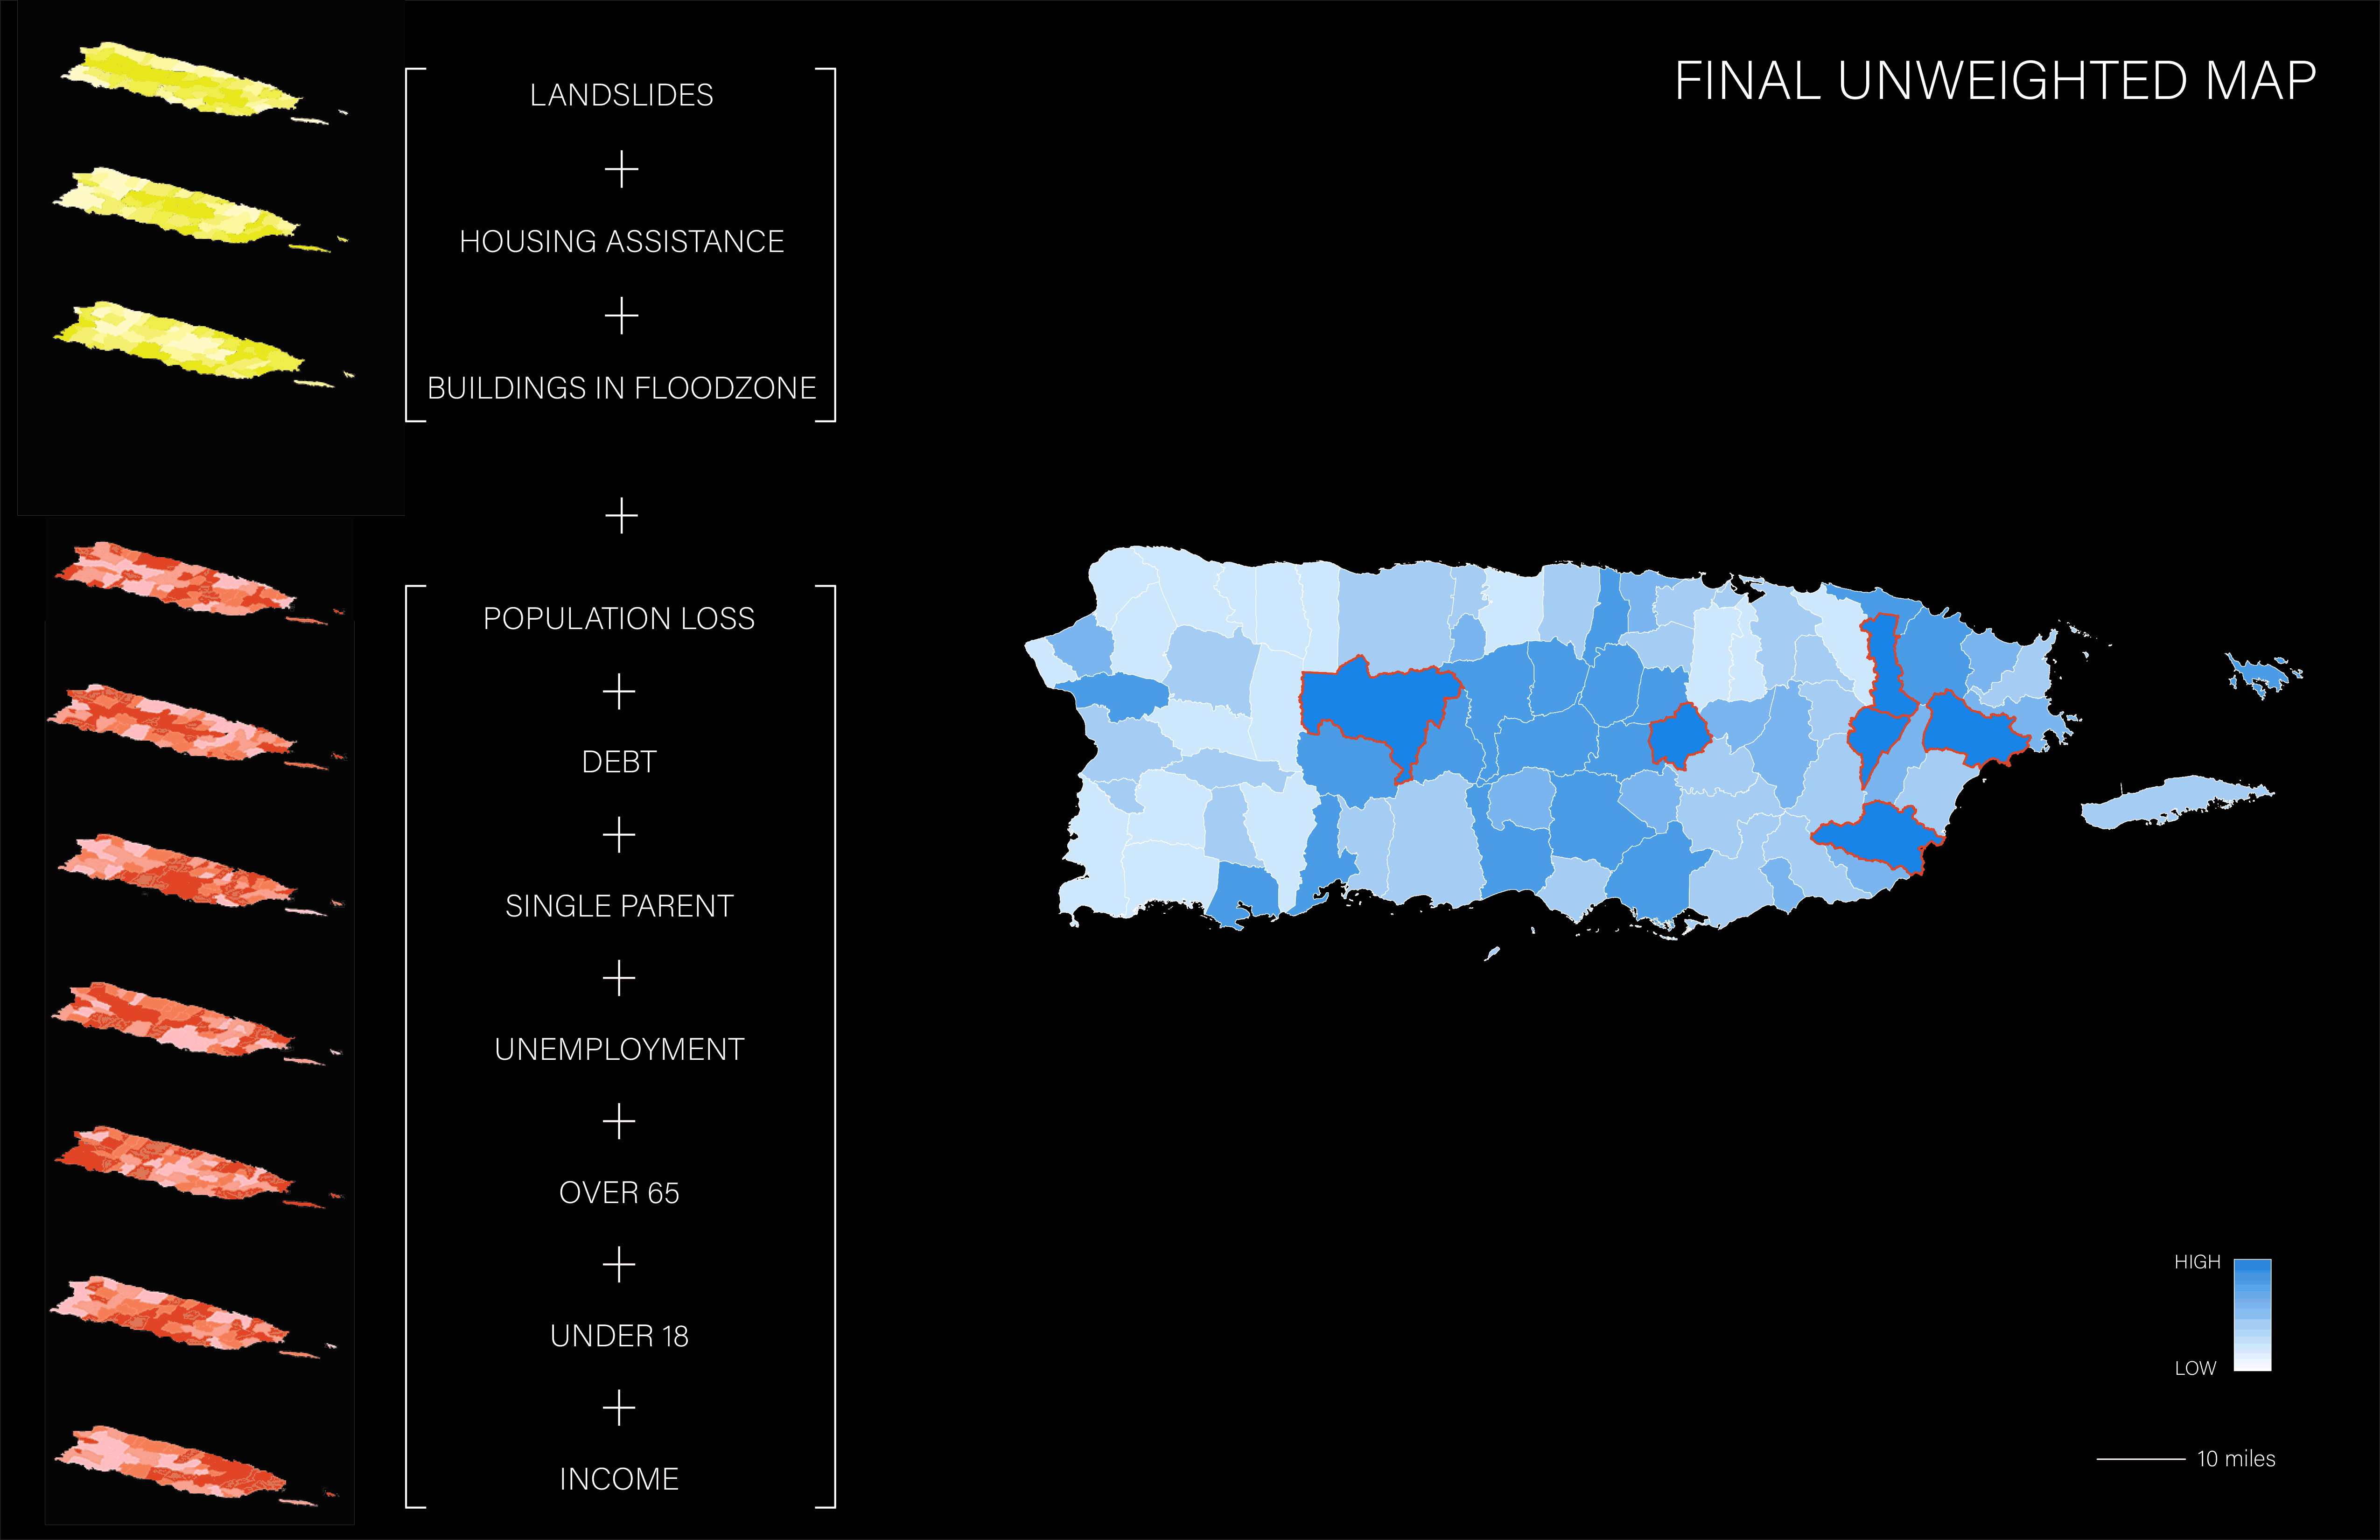 FINAL UNWEIGHTED MAP
LANDSLIDES
+
HOUSING ASSISTANCE
+
BUILDINGS IN FLOODZONE
+
POPULATION LOSS
+
DEBT
+
SINGLE PARENT
+
UNEMPLOYMENT
+
OVER 65
+
UNDER 18
+
INCOME
HIGH
LOW
10 miles